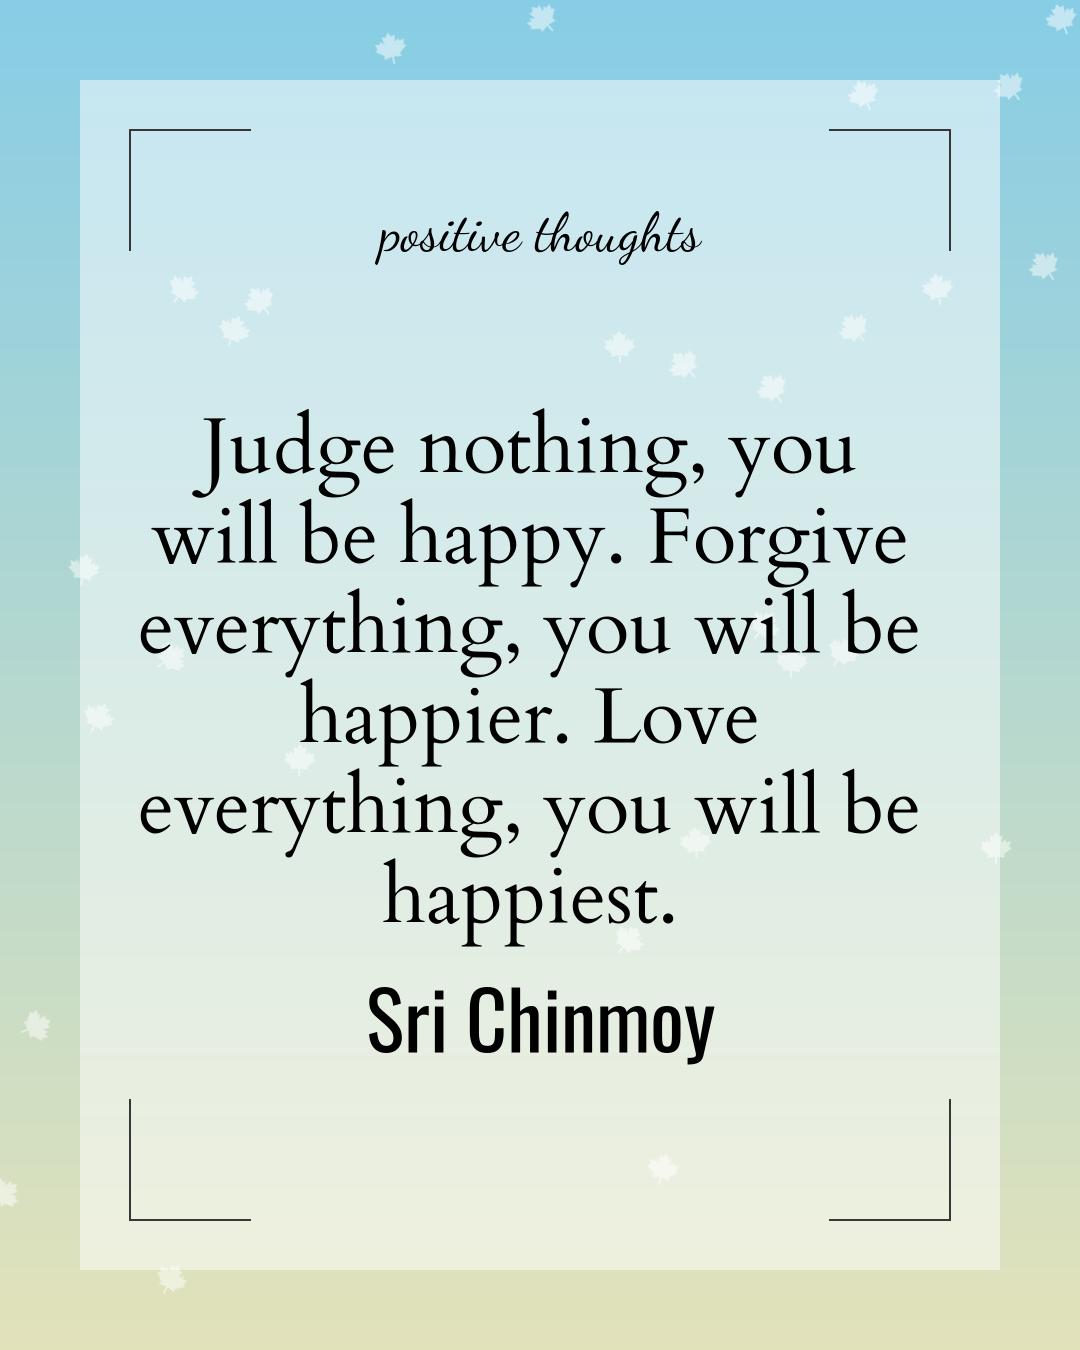 positive thoughts
Judge nothing, you
will be happy. Forgive
everything, you will be
happier. Love
everything, you will be
happiest.
Sri Chinmoy